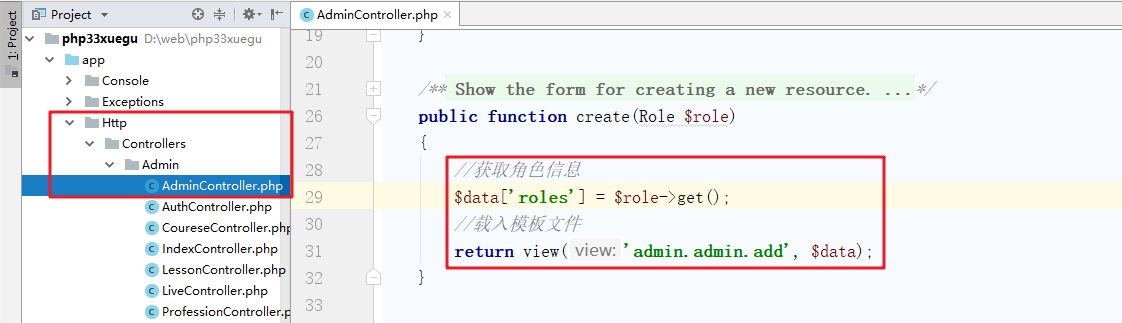 1: Project
Project
php33xuegu D:\web\php33xuegu
app
Console
Exceptions
Http
Controllers
Admin
AdminController.php
AuthController.php
CoureseController.php
IndexController.php
LessonController.php
LiveController.php
ProfessionController.p
AdminController.php
19 }
20
21 /** Show the form for creating a new resource. ...*/
26 public function create(Role $role)
27 {
28 //获取角色信息
29 $data['roles'] = $role->get();
30 //载入模板文件
31 return view( view: 'admin.admin.add', $data);
32 }
33